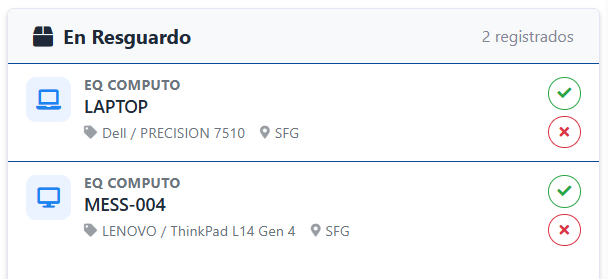 En Resguardo
2 registrados
EQ COMPUTO
LAPTOP
Dell / PRECISION 7510 SFG
EQ COMPUTO
MESS-004
LENOVO / ThinkPad L14 Gen 4 SFG